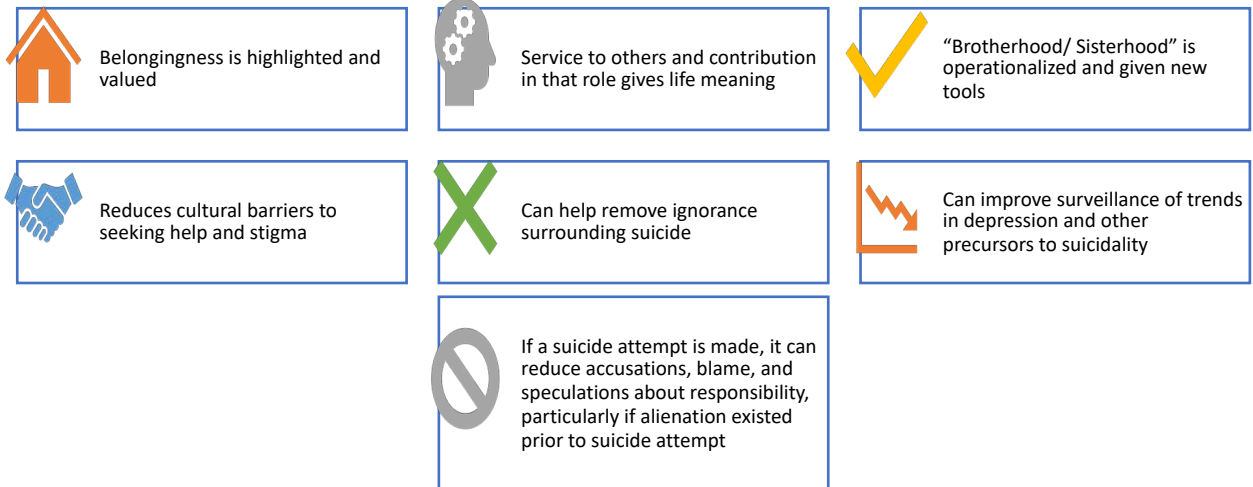 Belongingness is highlighted and
valued
Service to others and contribution
in that role gives life meaning
“Brotherhood/ Sisterhood” is
operationalized and given new
tools
Reduces cultural barriers to
seeking help and stigma
Can help remove ignorance
surrounding suicide
Can improve surveillance of trends
in depression and other
precursors to suicidality
If a suicide attempt is made, it can
reduce accusations, blame, and
speculations about responsibility,
particularly if alienation existed
prior to suicide attempt